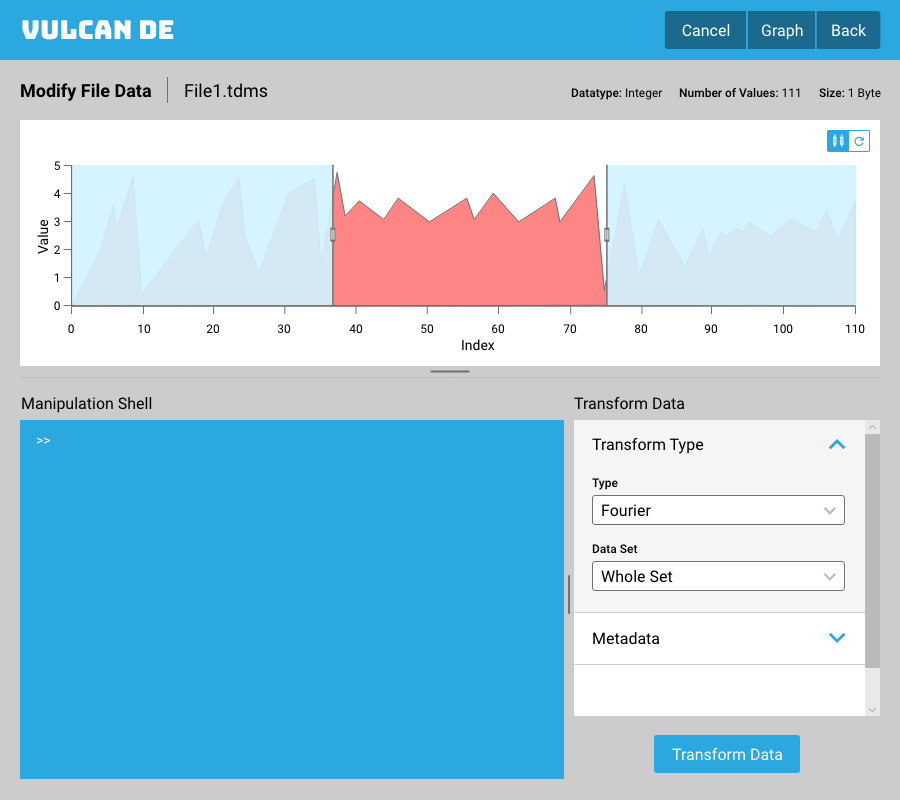 VULCAN DE
Cancel Graph Back
Modify File Data File1.tdms
Datatype: Integer Number of Values: 111 Size: 1 Byte
5
4
3
2
1
0
Value
0 10 20 30 40 50 60 70 80 90 100 110
Index
Manipulation Shell
>>
Transform Data
Transform Type
Type
Fourier
Data Set
Whole Set
Metadata
Transform Data